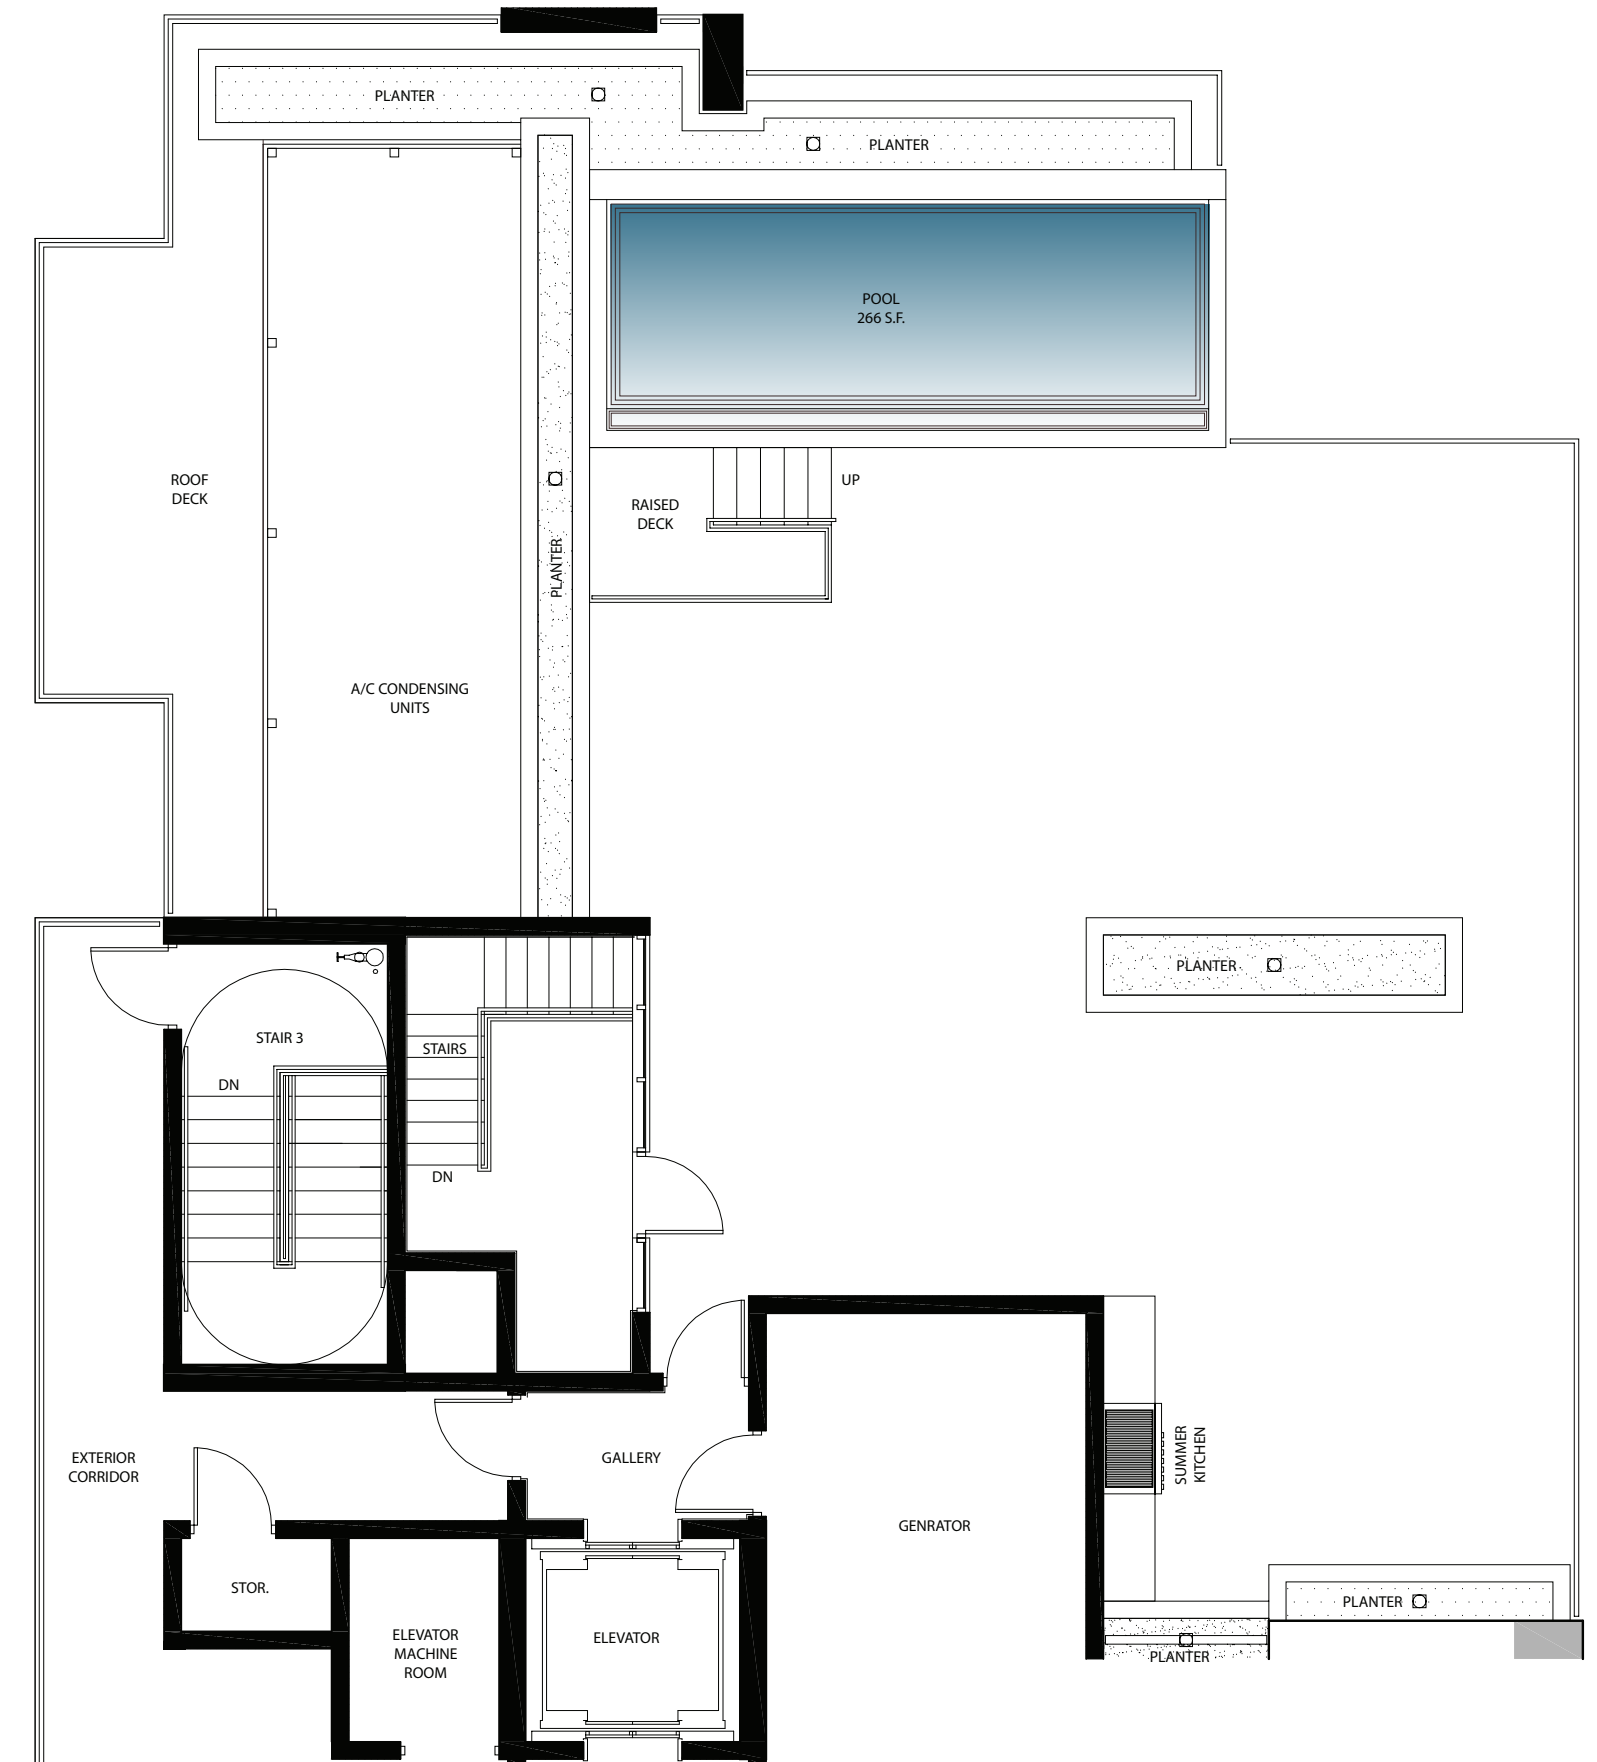 PLANTER
PLANTER
POOL
266 S.F.
ROOF
DECK
RAISED
DECK
UP
PLANTER
A/C CONDENSING
UNITS
PLANTER
STAIR 3
STAIRS
DN
DN
EXTERIOR
CORRIDOR
GALLERY
SUMMER
KITCHEN
GENRATOR
STOR.
PLANTER
ELEVATOR
MACHINE
ROOM
ELEVATOR
PLANTER